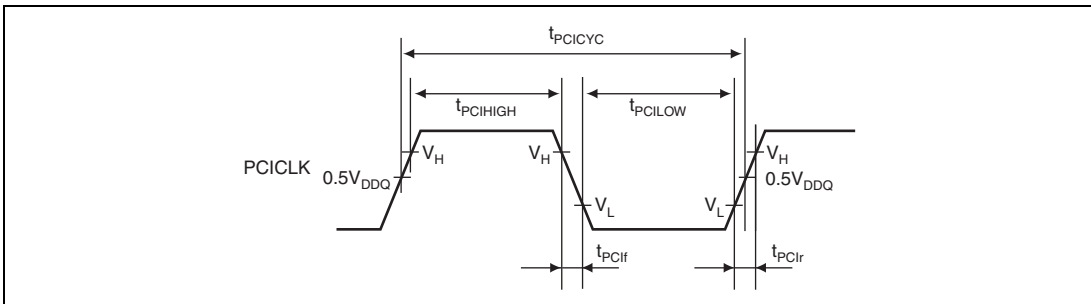 tPCICYC
tPCIHIGH
tPCILOW
PCICLK
0.5VDDQ
VH
VH
VL
VL
VH
0.5VDDQ
tPCIf
tPCIr